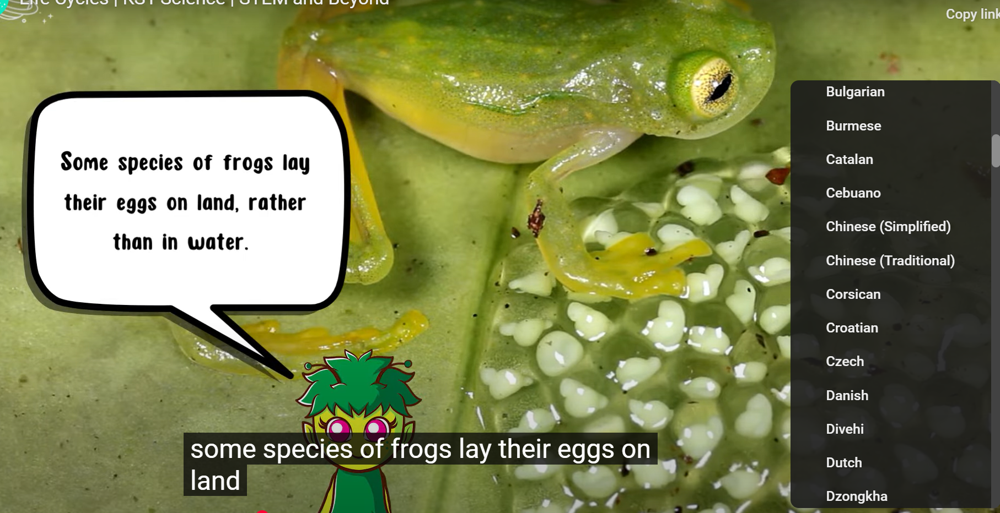 Life Cycles | KS1 Science | STEM and Beyond
Copy link
Some species of frogs lay
their eggs on land, rather
than in water.
some species of frogs lay their eggs on
land
Bulgarian
Burmese
Catalan
Cebuano
Chinese (Simplified)
Chinese (Traditional)
Corsican
Croatian
Czech
Danish
Divehi
Dutch
Dzongkha